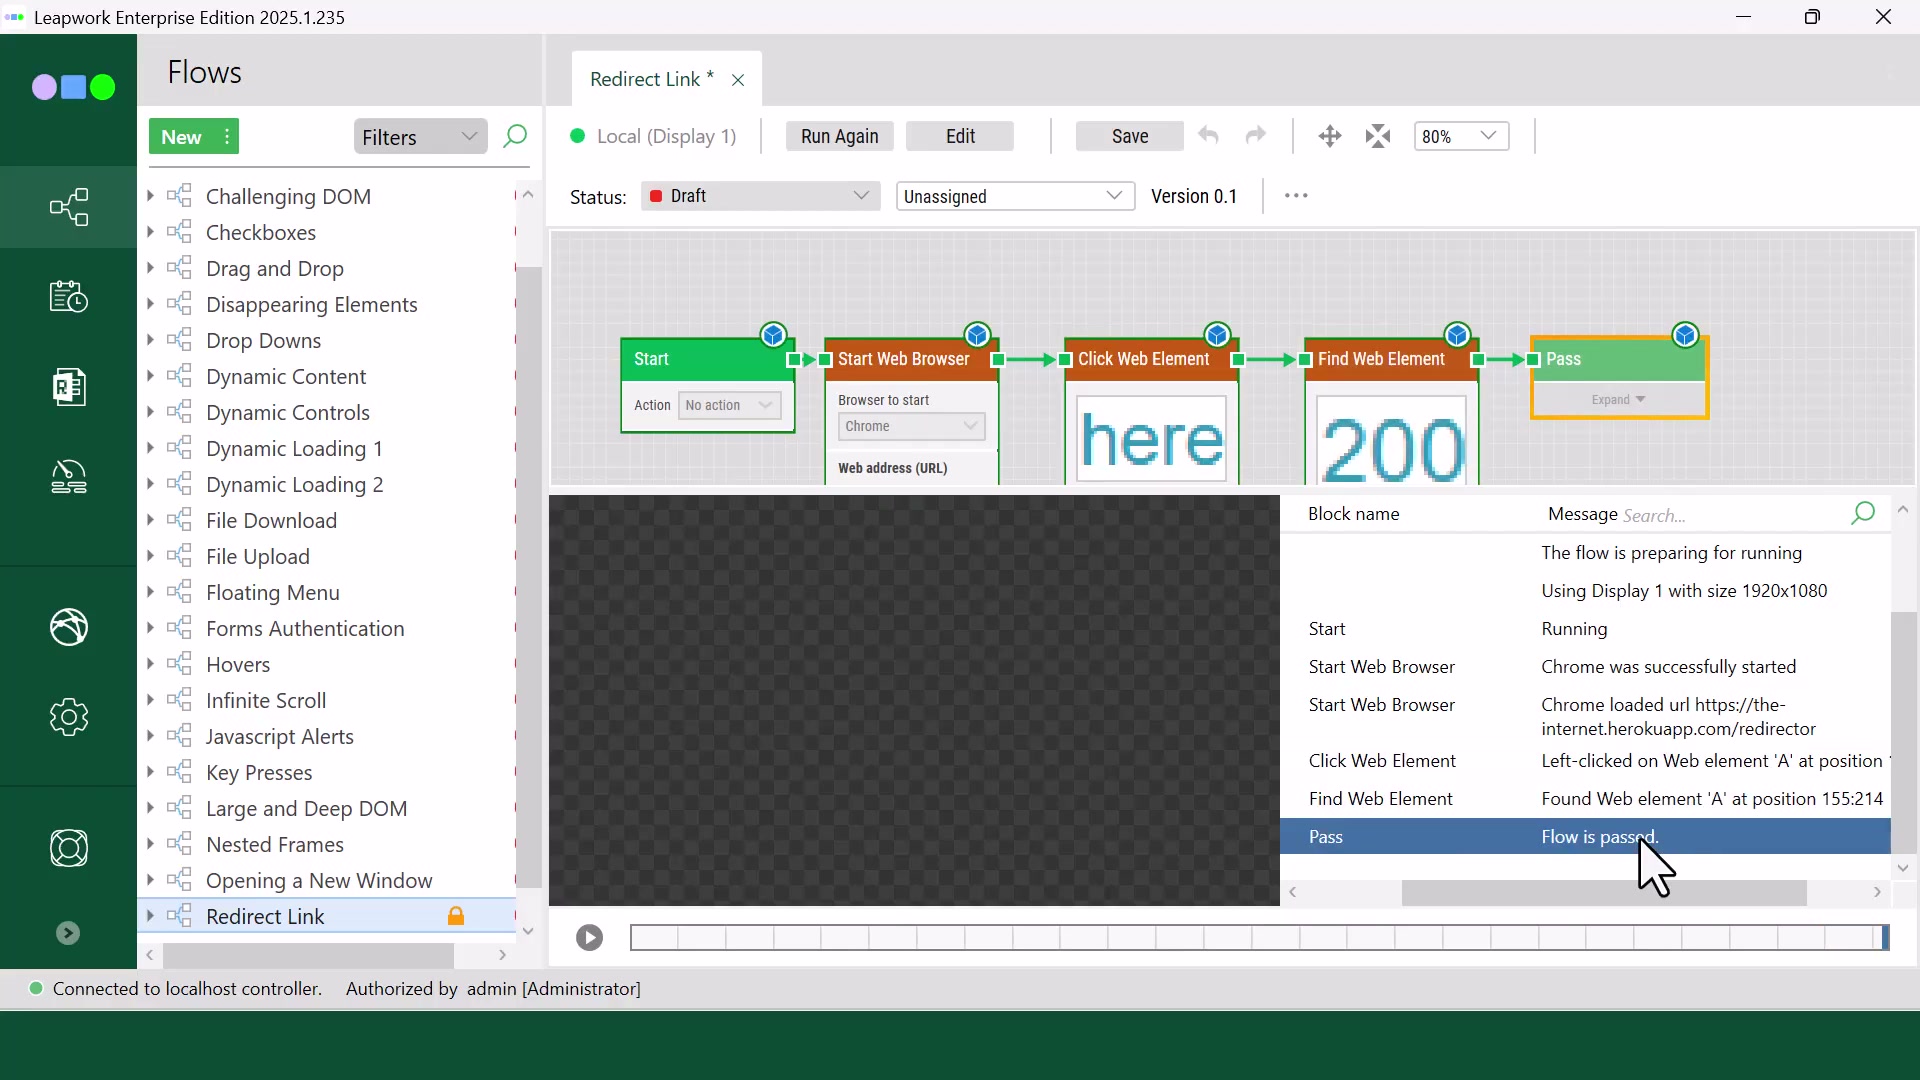 Leapwork Enterprise Edition 2025.1.235
Flows
Redirect Link *
New
Filters
Local (Display 1)
Run Again
Edit
Save
80%
Status:
Draft
Unassigned
Version 0.1
Challenging DOM
Checkboxes
Drag and Drop
Disappearing Elements
Drop Downs
Dynamic Content
Dynamic Controls
Dynamic Loading 1
Dynamic Loading 2
File Download
File Upload
Floating Menu
Forms Authentication
Hovers
Infinite Scroll
Javascript Alerts
Key Presses
Large and Deep DOM
Nested Frames
Opening a New Window
Redirect Link
Start
Action
No action
Start Web Browser
Browser to start
Chrome
Web address (URL)
Click Web Element
here
Find Web Element
200
Pass
Expand
Block name
Message
Search...
The flow is preparing for running
Using Display 1 with size 1920x1080
Start
Running
Start Web Browser
Chrome was successfully started
Start Web Browser
Chrome loaded url https://the-
internet.herokuapp.com/redirector
Click Web Element
Left-clicked on Web element 'A' at position
Find Web Element
Found Web element 'A' at position 155:214
Pass
Flow is passed.
Connected to localhost controller.
Authorized by admin [Administrator]